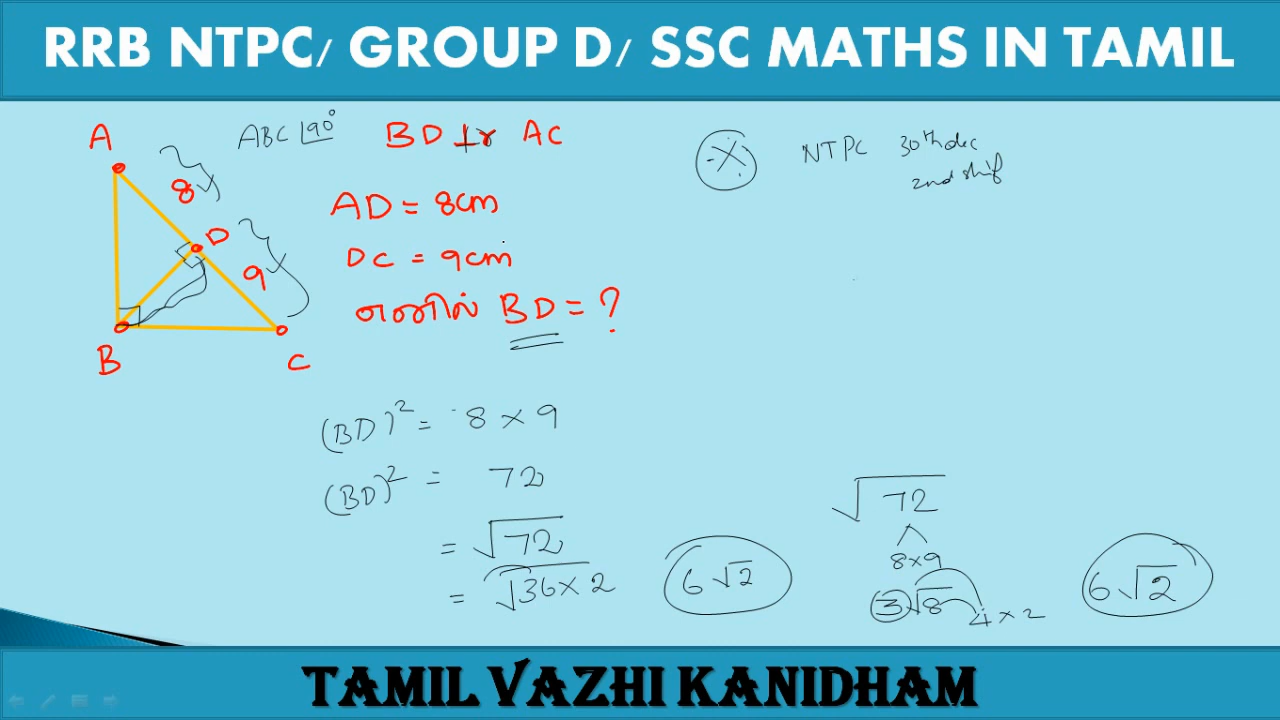 RRB NTPC/ GROUP D/ SSC MATHS IN TAMIL
A
ABC 90°
BD ⊥r AC
NTPC 30th dec
2nd shif
8
AD = 8cm
D
DC = 9cm
9
எனில் BD = ?
B
C
(BD)² = 8 × 9
(BD)² = 72
= √72
= √36×2
6√2
√72
8×9
3√8
4×2
6√2
TAMIL VAZHI KANIDHAM